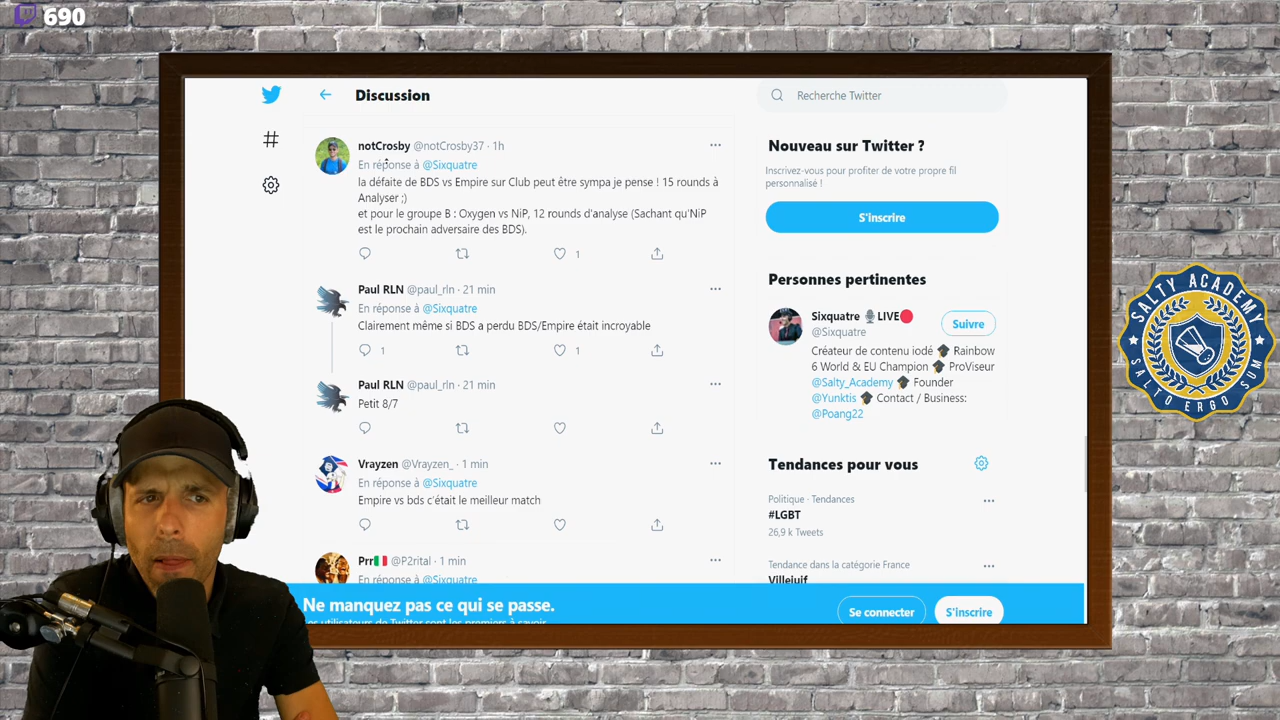 690
Discussion
Recherche Twitter
notCrosby @notCrosby37 · 1h
En réponse à @Sixquatre
la défaite de BDS vs Empire sur Club peut être sympa je pense ! 15 rounds à
Analyser ;)
et pour le groupe B : Oxygen vs NiP, 12 rounds d'analyse (Sachant qu'NiP
est le prochain adversaire des BDS).
1
Paul RLN @paul_rln · 21 min
En réponse à @Sixquatre
Clairement même si BDS a perdu BDS/Empire était incroyable
1
1
Paul RLN @paul_rln · 21 min
Petit 8/7
Vrayzen @Vrayzen_ · 1 min
En réponse à @Sixquatre
Empire vs bds c'était le meilleur match
Prr @P2rital · 1 min
En réponse à @Sixquatre
Nouveau sur Twitter ?
Inscrivez-vous pour profiter de votre propre fil
personnalisé !
S'inscrire
Personnes pertinentes
Sixquatre LIVE
@Sixquatre
Suivre
Créateur de contenu iodé Rainbow
6 World & EU Champion ProViseur
@Salty_Academy Founder
@Yunktis Contact / Business:
@Poang22
Tendances pour vous
Politique · Tendances
#LGBT
26,9 k Tweets
Tendance dans la catégorie France
Villejuif
Ne manquez pas ce qui se passe.
Les utilisateurs de Twitter sont les premiers à savoir.
Se connecter
S'inscrire
SALTY ACADEMY
SALTO ERGO SUM